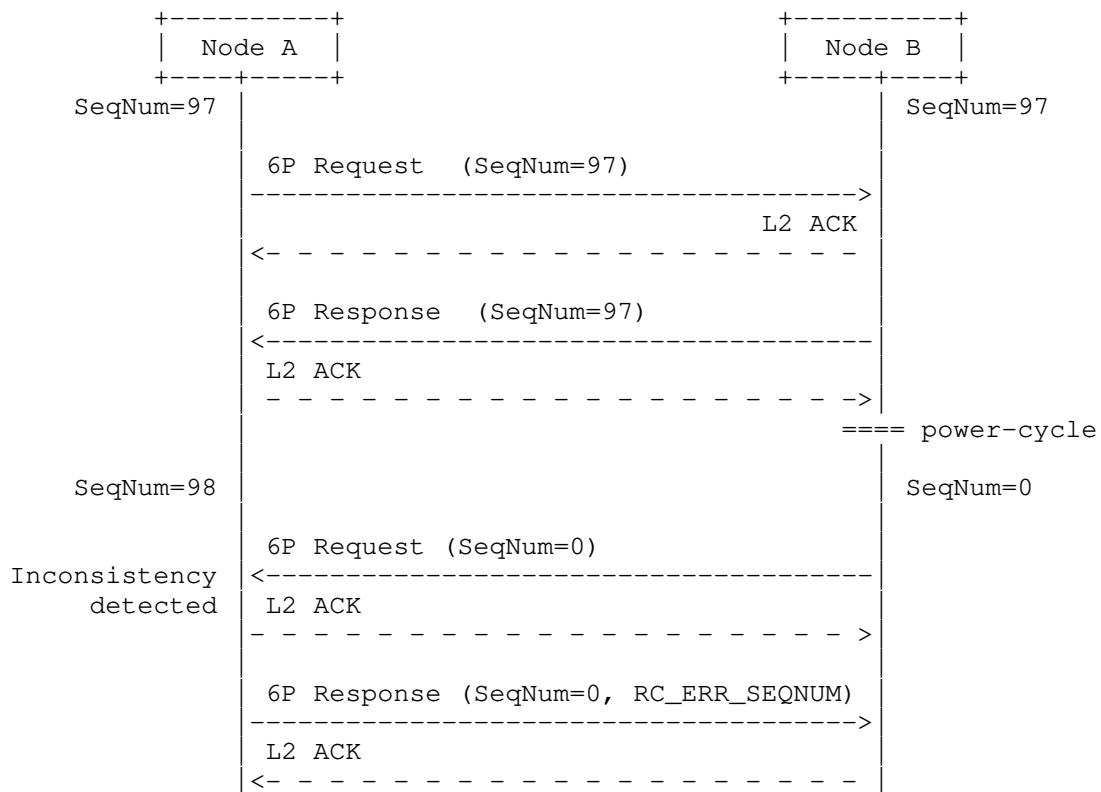 Node A Node B
SeqNum=97 SeqNum=97
6P Request (SeqNum=97)
L2 ACK
6P Response (SeqNum=97)
L2 ACK
==== power-cycle
SeqNum=98 SeqNum=0
6P Request (SeqNum=0)
Inconsistency
detected L2 ACK
6P Response (SeqNum=0, RC_ERR_SEQNUM)
L2 ACK